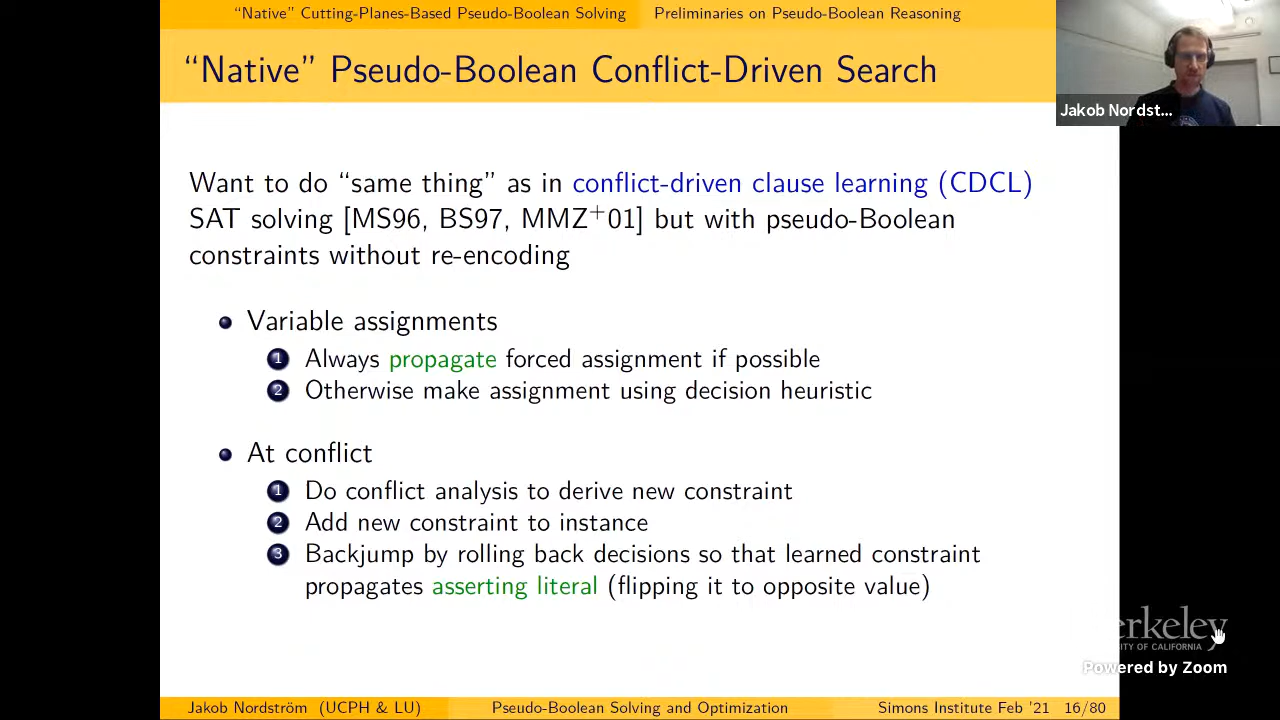 “Native” Cutting-Planes-Based Pseudo-Boolean Solving Preliminaries on Pseudo-Boolean Reasoning
“Native” Pseudo-Boolean Conflict-Driven Search
Jakob Nordst...
Want to do “same thing” as in conflict-driven clause learning (CDCL)
SAT solving [MS96, BS97, MMZ+01] but with pseudo-Boolean
constraints without re-encoding
Variable assignments
1 Always propagate forced assignment if possible
2 Otherwise make assignment using decision heuristic
At conflict
1 Do conflict analysis to derive new constraint
2 Add new constraint to instance
3 Backjump by rolling back decisions so that learned constraint
propagates asserting literal (flipping it to opposite value)
erkeley
ITY OF CALIFORNIA
Powered by Zoom
Jakob Nordström (UCPH & LU) Pseudo-Boolean Solving and Optimization Simons Institute Feb '21 16/80